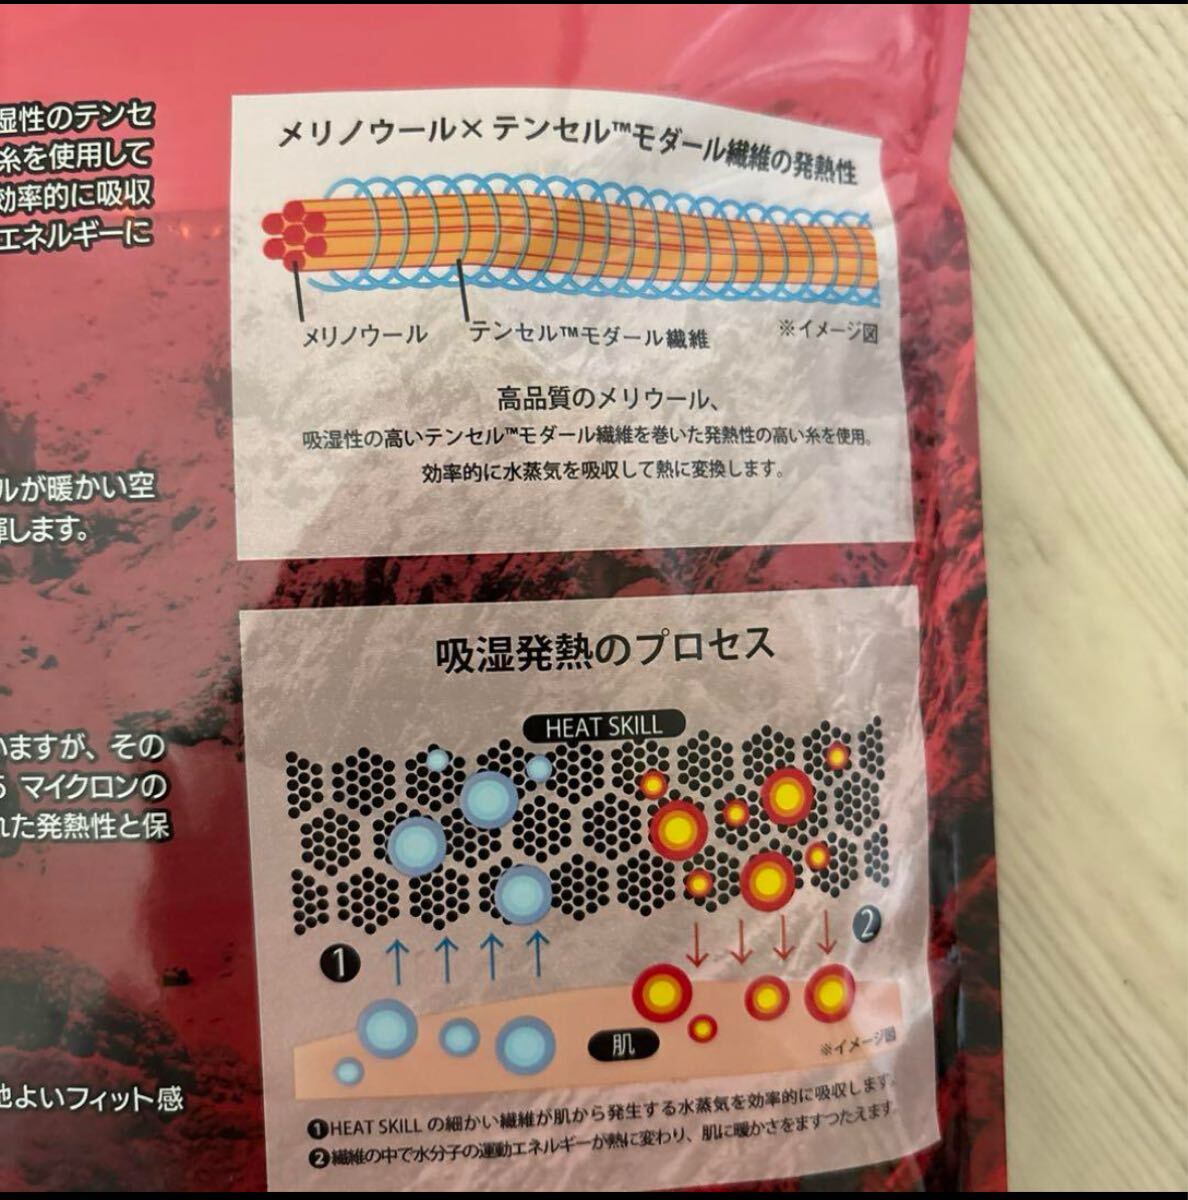 湿性のテンセ
糸を使用して
効率的に吸収
エネルギーに
ルが暖かい空
揮します。
いますが、その
5 マイクロンの
れた発熱性と保
地よいフィット感
メリノウール×テンセル™モダール繊維の発熱性
メリノウール
テンセル™モダール繊維
※イメージ図
高品質のメリウール、
吸湿性の高いテンセル™モダール繊維を巻いた発熱性の高い糸を使用。
効率的に水蒸気を吸収して熱に変換します。
吸湿発熱のプロセス
HEAT SKILL
1
2
肌
※イメージ図
❶HEAT SKILL の細かい繊維が肌から発生する水蒸気を効率的に吸収します。
❷繊維の中で水分子の運動エネルギーが熱に変わり、肌に暖かさをますつたえます